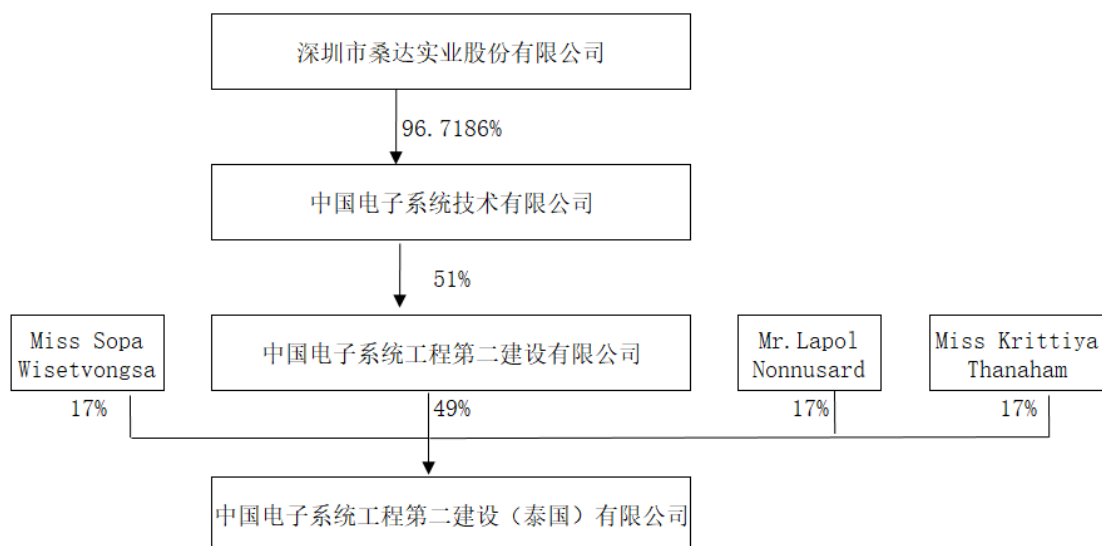 深圳市桑达实业股份有限公司
96.7186%
中国电子系统技术有限公司
51%
Miss Sopa
Wisetvongsa
中国电子系统工程第二建设有限公司
Mr.Lapol
Nonnusard
Miss Krittiya
Thanaham
17%
49%
17%
17%
中国电子系统工程第二建设（泰国）有限公司